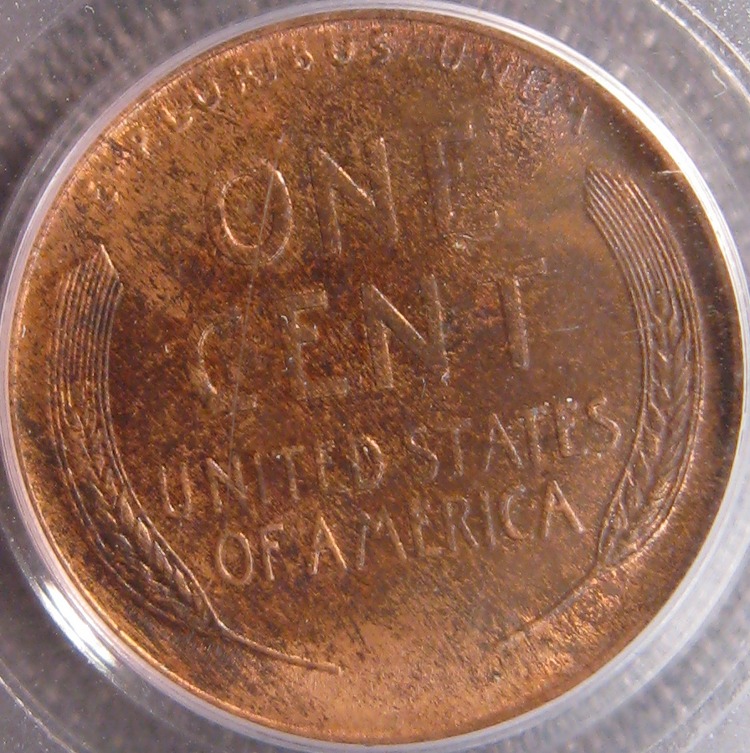 E PLURIBUS UNUM
ONE
CENT
UNITED STATES
OF AMERICA